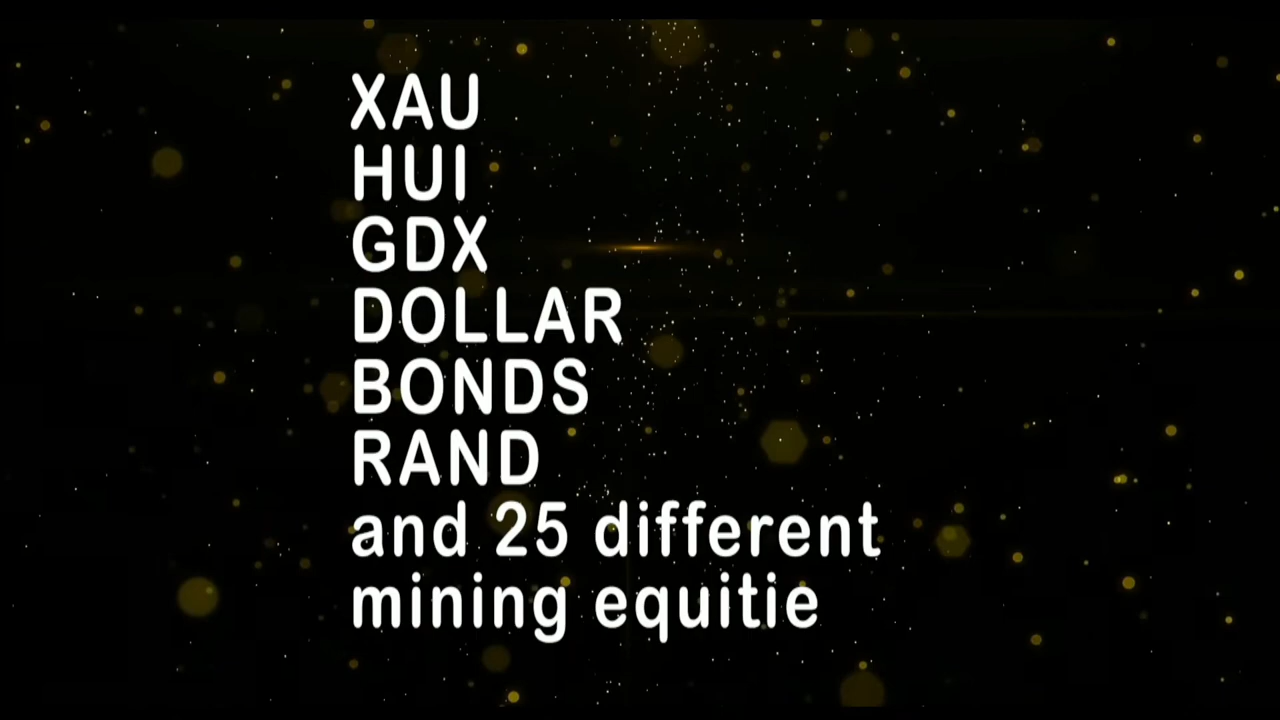 XAU
HUI
GDX
DOLLAR
BONDS
RAND
and 25 different
mining equitie